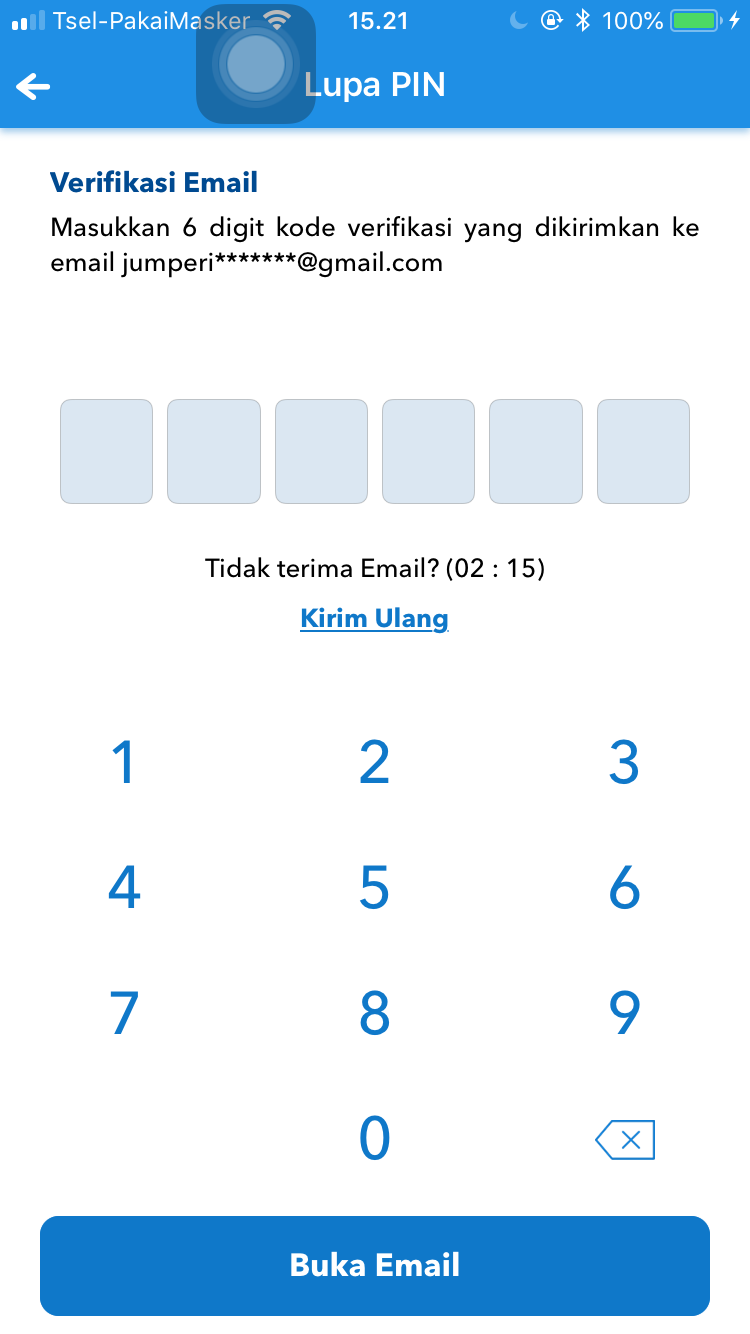 Tsel-PakaiMasker 15.21 100%
Lupa PIN
Verifikasi Email
Masukkan 6 digit kode verifikasi yang dikirimkan ke
email jumperi*******@gmail.com
Tidak terima Email? (02 : 15)
Kirim Ulang
1 2 3
4 5 6
7 8 9
0
Buka Email